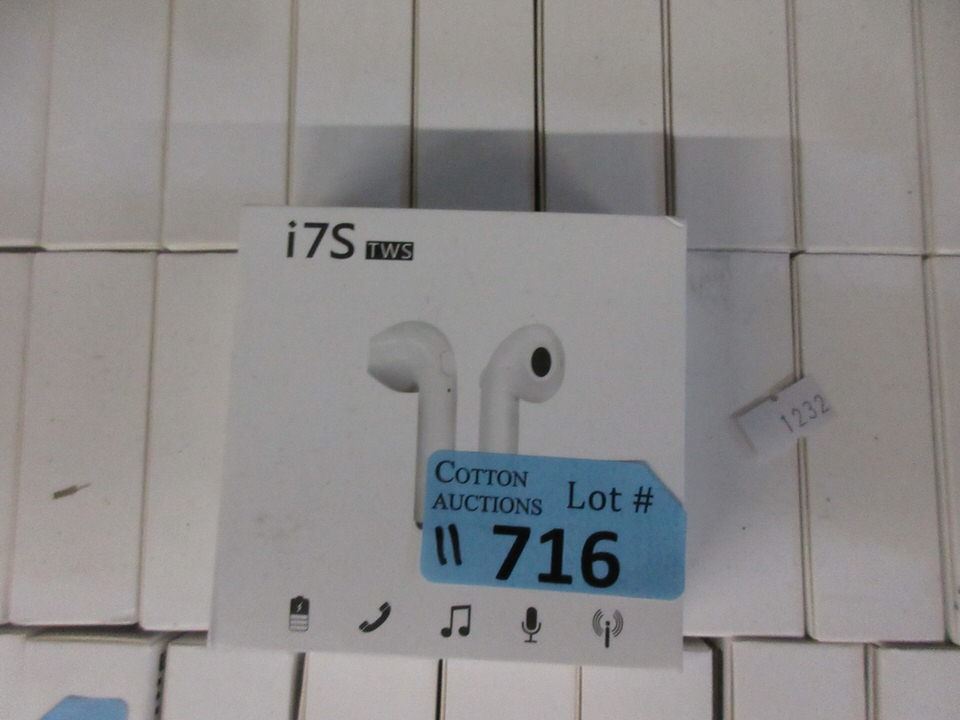 i7S TWS
1232
COTTON
AUCTIONS
Lot #
11 716